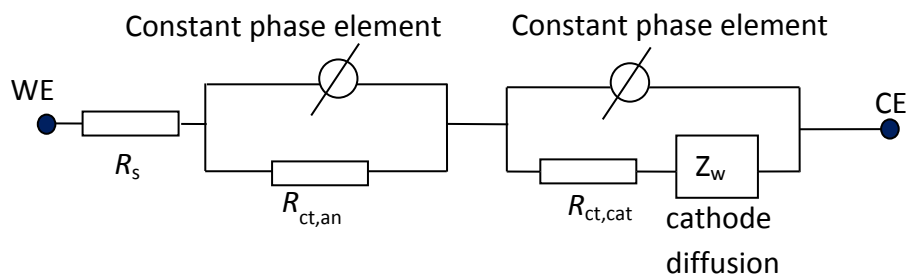 Constant phase element
Constant phase element
WE
CE
Rs
Rct,an
Rct,cat
Zw
cathode
diffusion